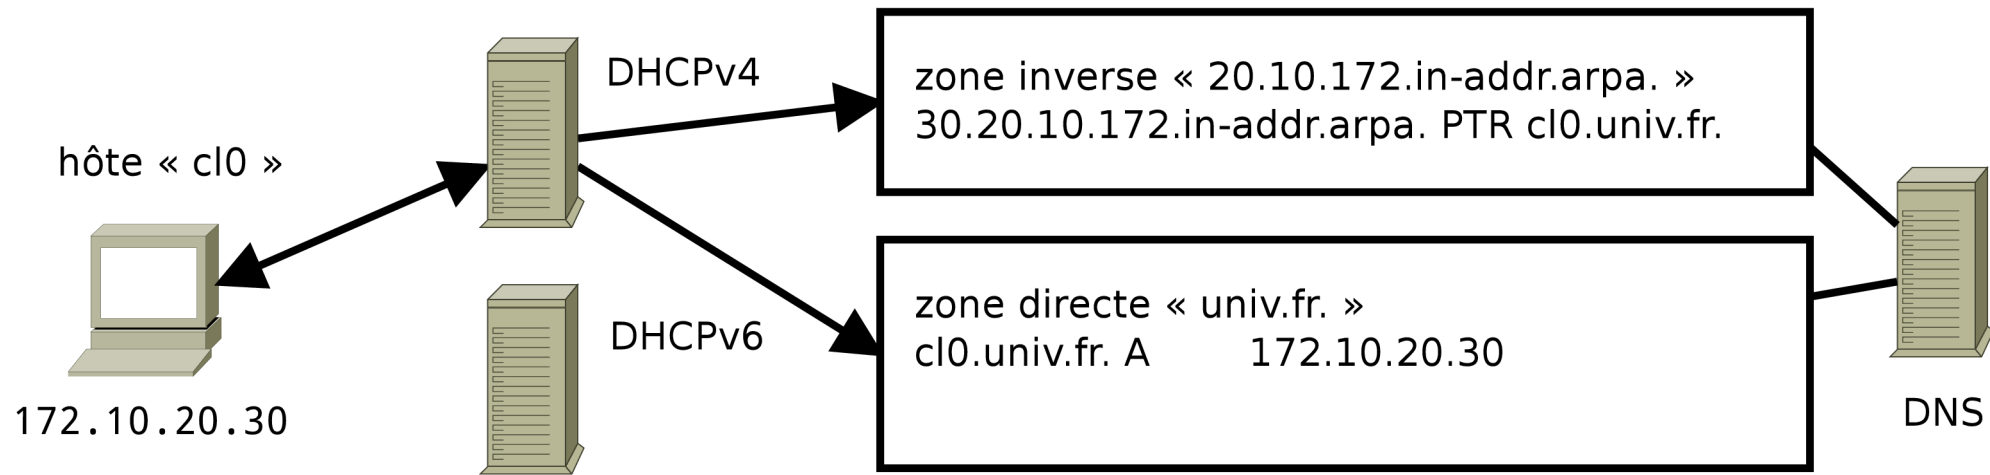 hôte « cl0 »
172.10.20.30
DHCPv4
DHCPv6
zone inverse « 20.10.172.in-addr.arpa. »
30.20.10.172.in-addr.arpa. PTR cl0.univ.fr.
zone directe « univ.fr. »
cl0.univ.fr. A 172.10.20.30
DNS